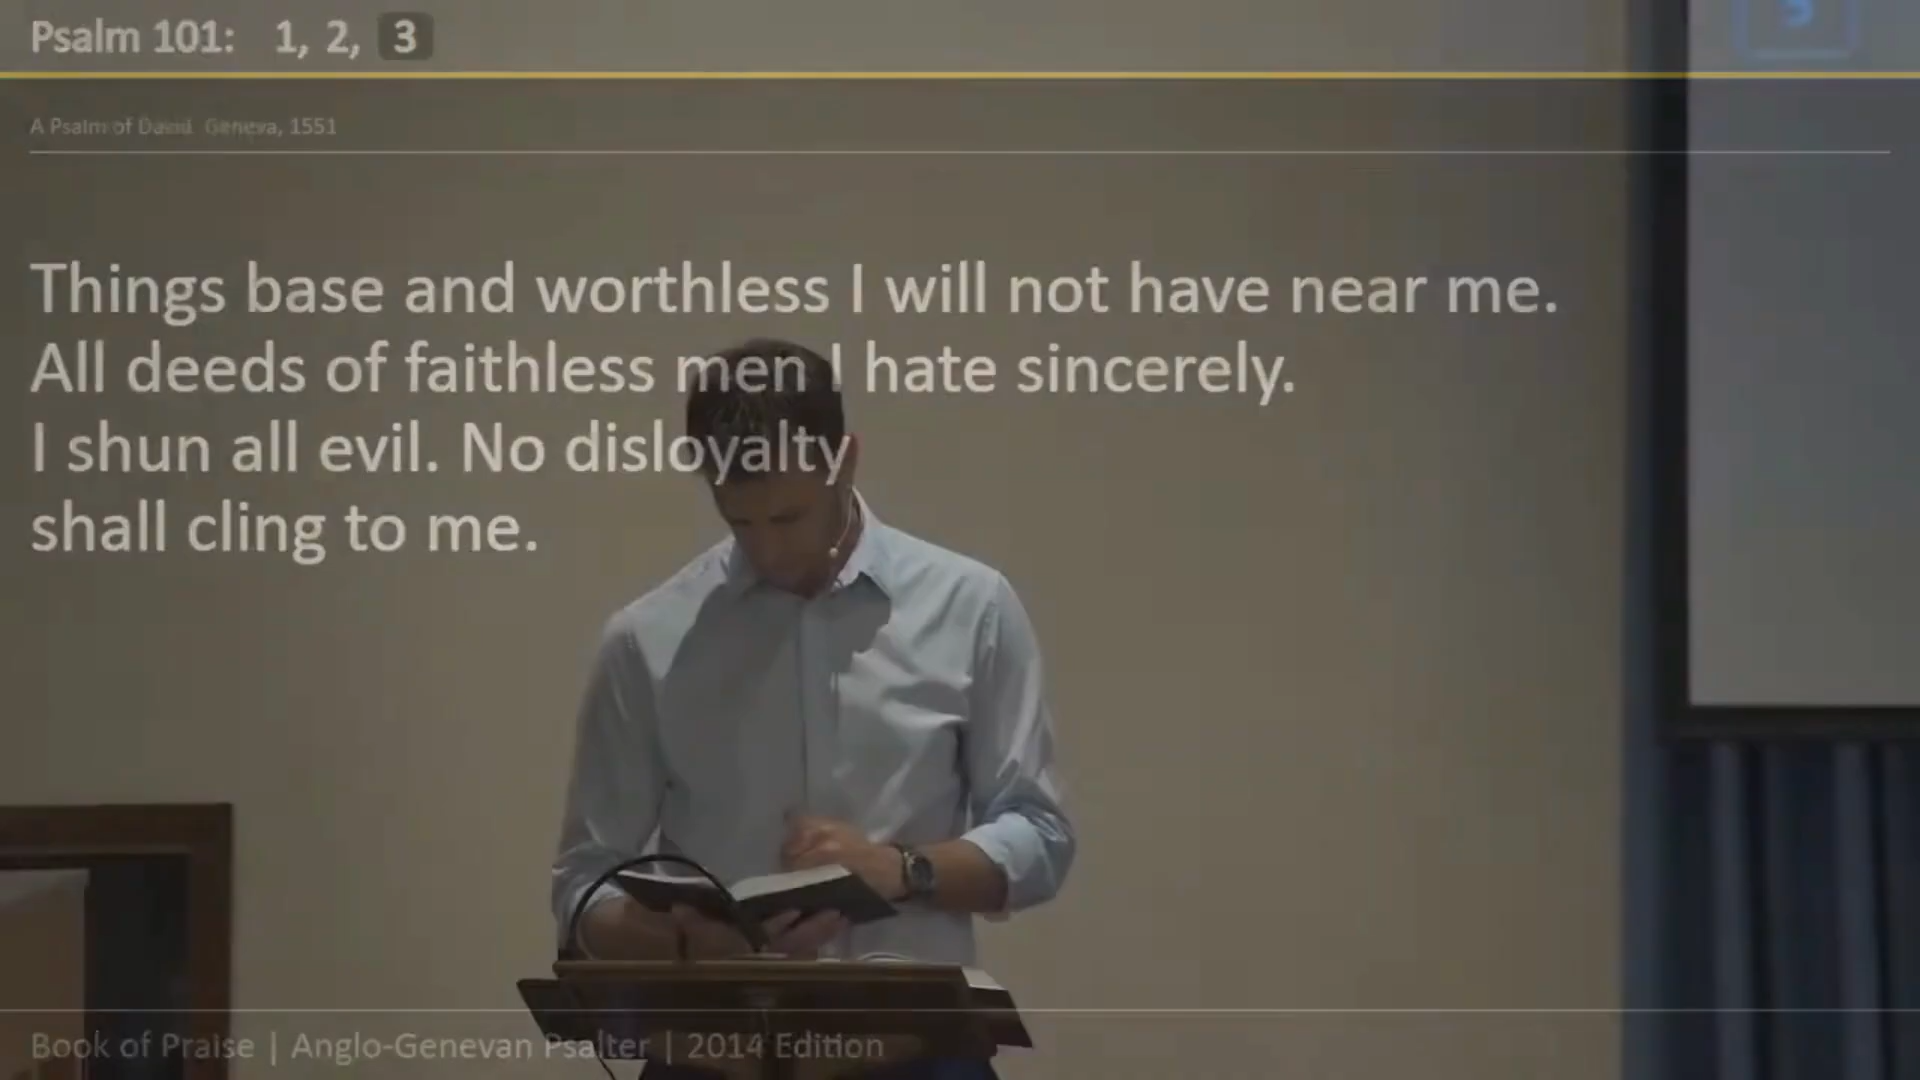 Psalm 101: 1, 2, 3
A Psalm of David. Geneva, 1551
Things base and worthless I will not have near me.
All deeds of faithless men I hate sincerely.
I shun all evil. No disloyalty
shall cling to me.
Book of Praise | Anglo-Genevan Psalter | 2014 Edition